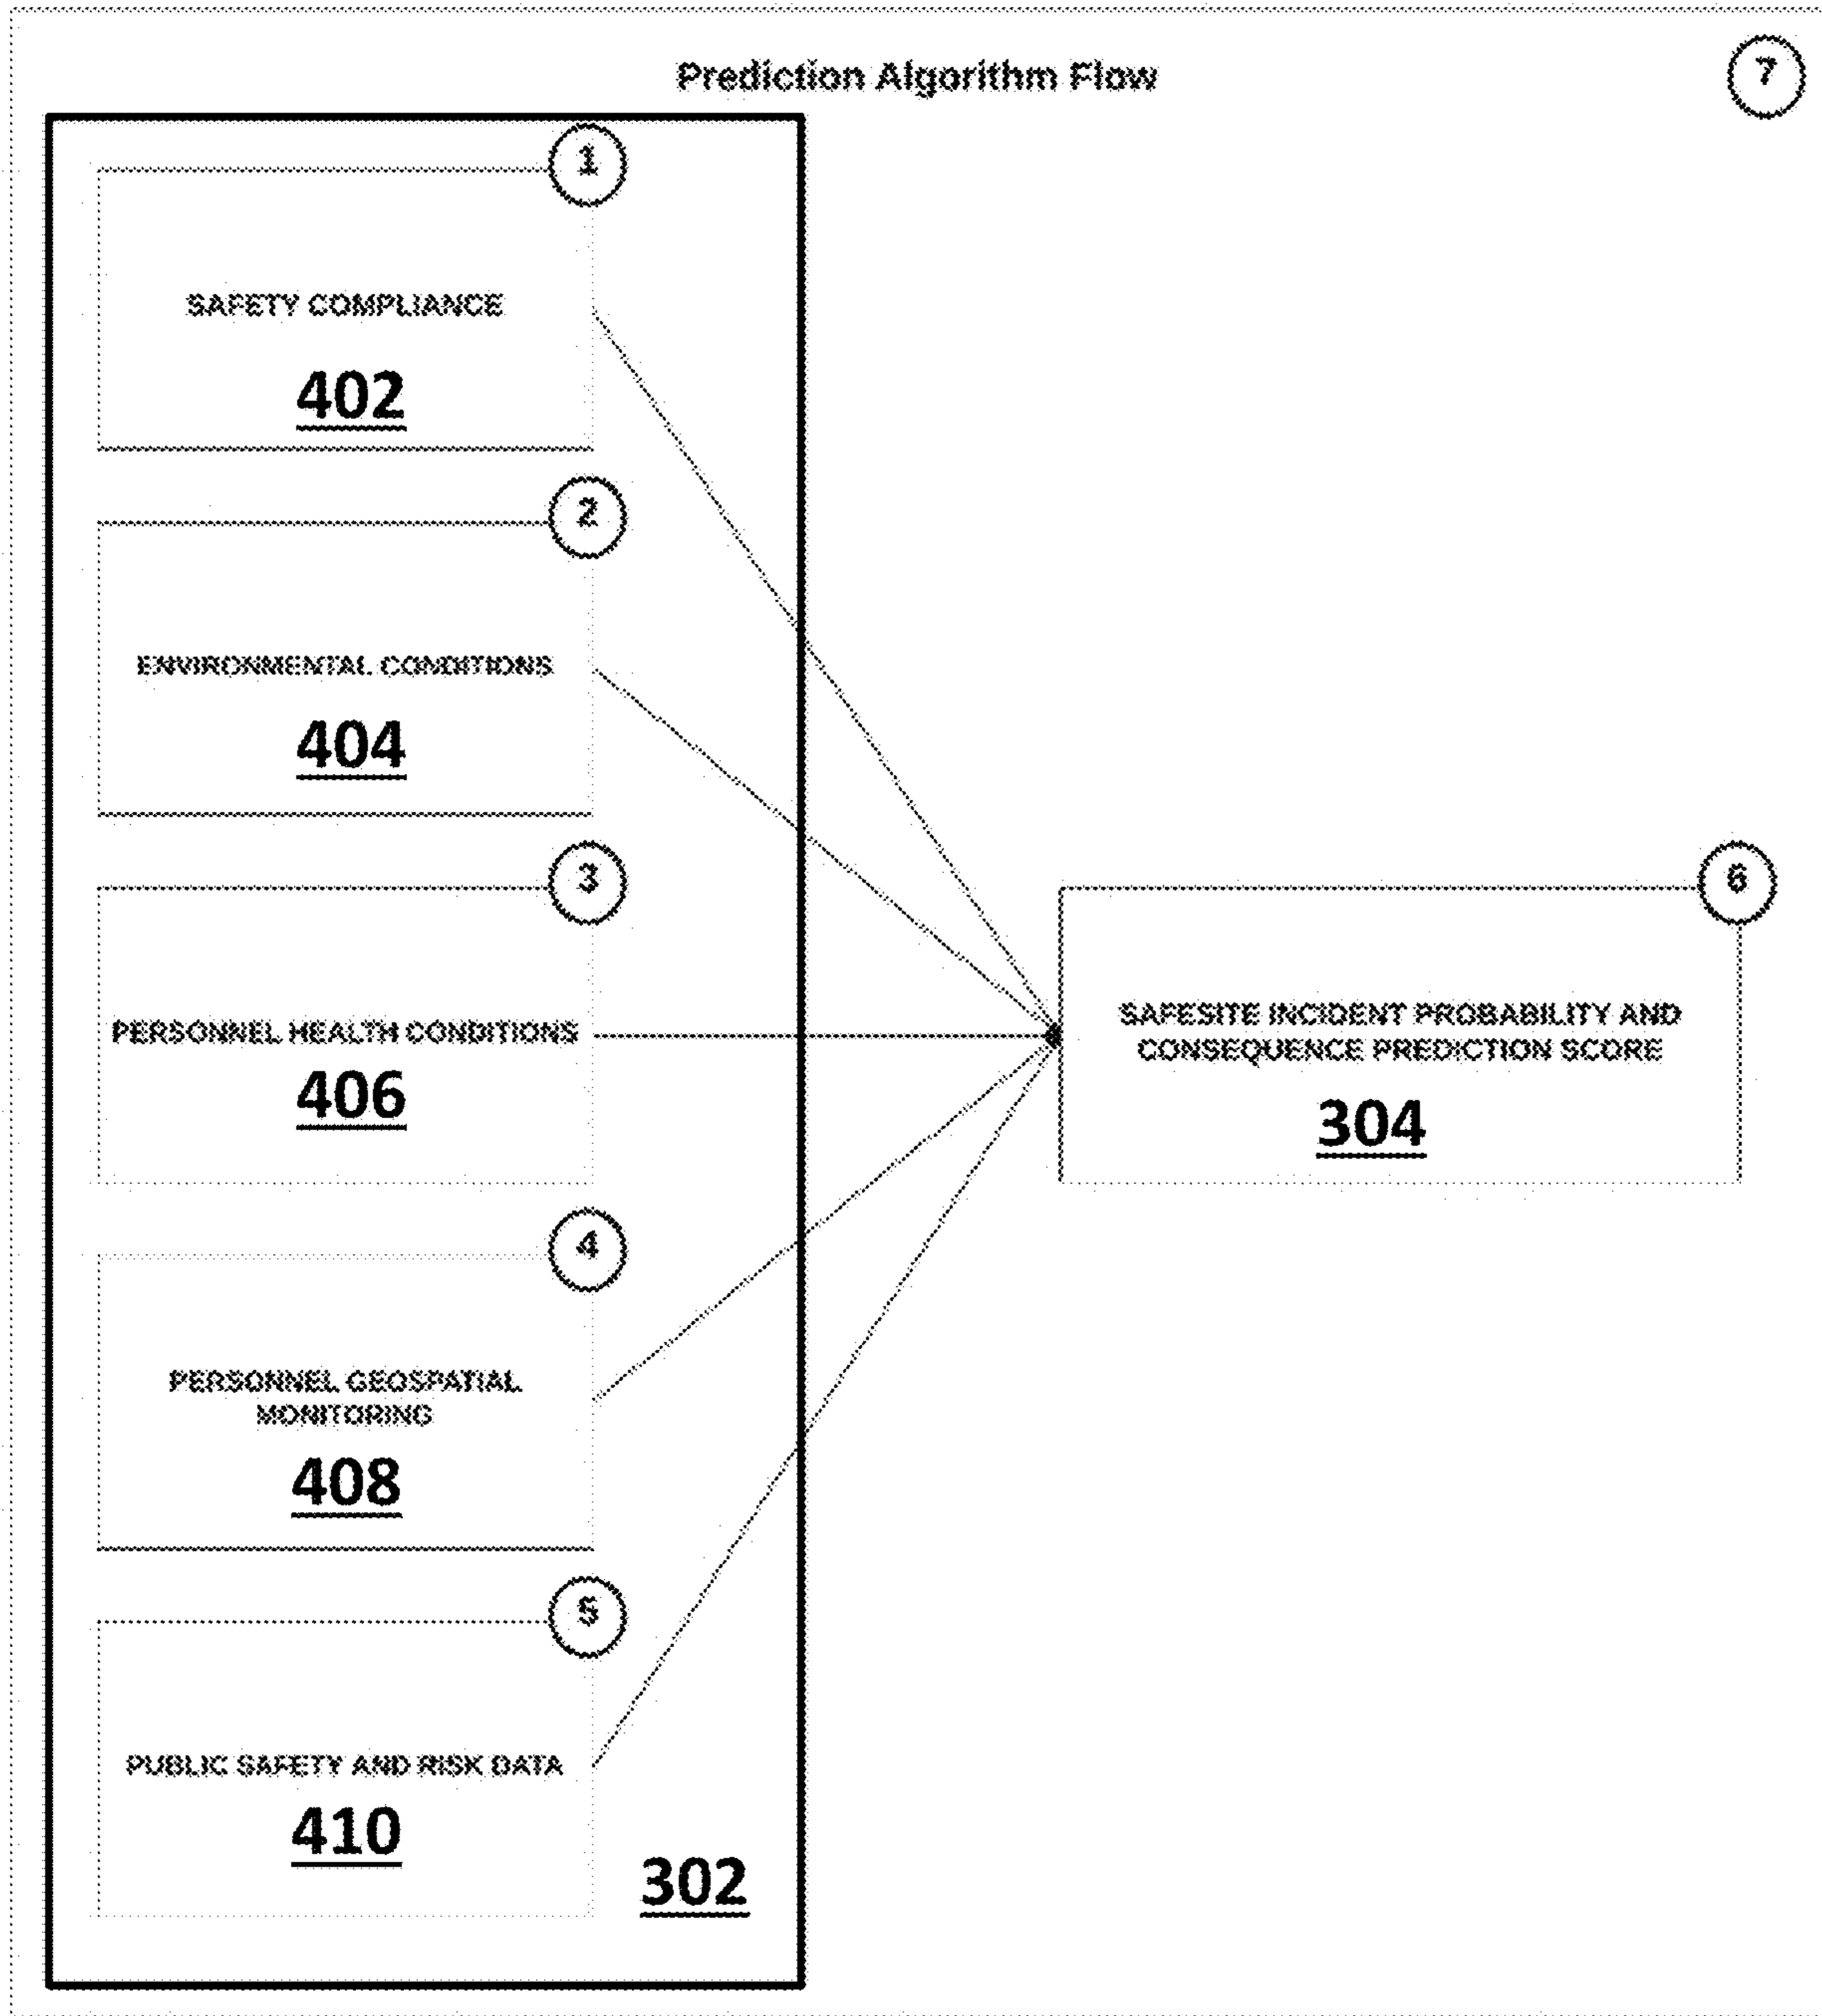 Prediction Algorithm Flow
7
1
SAFETY COMPLIANCE
402
2
ENVIRONMENTAL CONDITIONS
404
3
PERSONNEL HEALTH CONDITIONS
406
4
PERSONNEL GEOSPATIAL
MONITORING
408
5
PUBLIC SAFETY AND RISK DATA
410
302
6
SAFESITE INCIDENT PROBABILITY AND
CONSEQUENCE PREDICTION SCORE
304